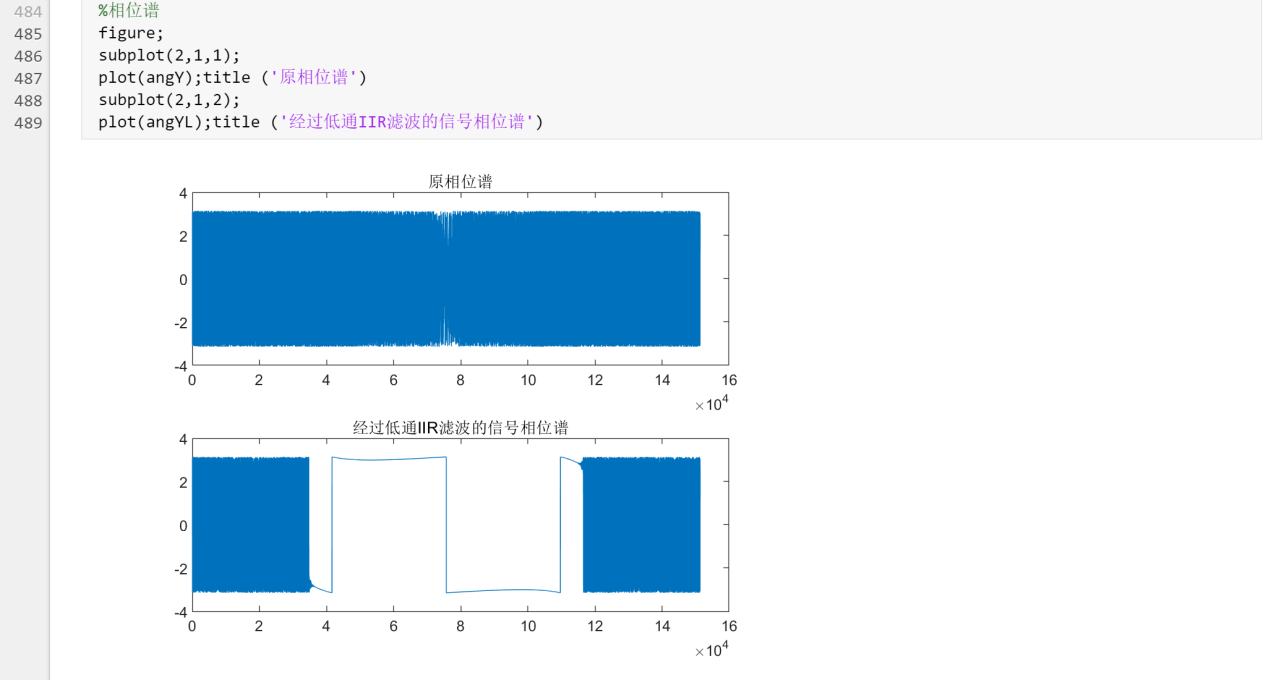 484 %相位谱
485 figure;
486 subplot(2,1,1);
487 plot(angY);title ('原相位谱')
488 subplot(2,1,2);
489 plot(angYL);title ('经过低通IIR滤波的信号相位谱')
原相位谱
4
2
0
-2
-4
0 2 4 6 8 10 12 14 16
×10^4
经过低通IIR滤波的信号相位谱
4
2
0
-2
-4
0 2 4 6 8 10 12 14 16
×10^4